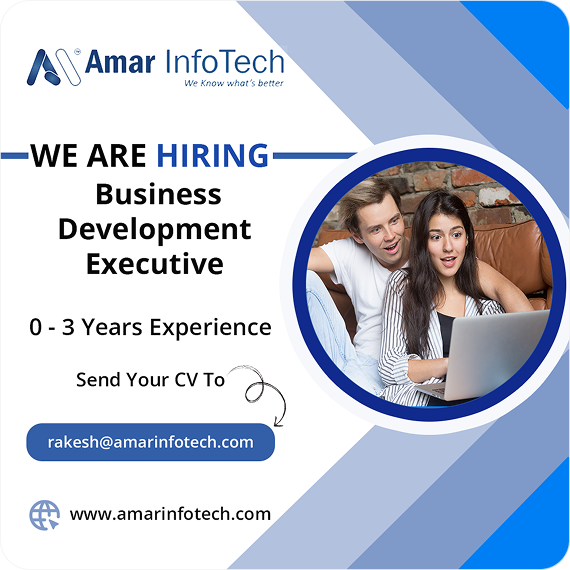 Amar InfoTech
We Know what's better
WE ARE HIRING
Business
Development
Executive
0 - 3 Years Experience
Send Your CV To
rakesh@amarinfotech.com
www.amarinfotech.com